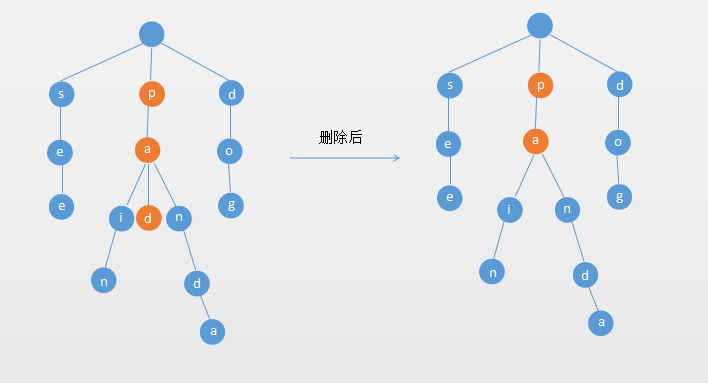 s p d s p d
e a o 删除后 e a o
e i d n g e i n g
n d n d
a a